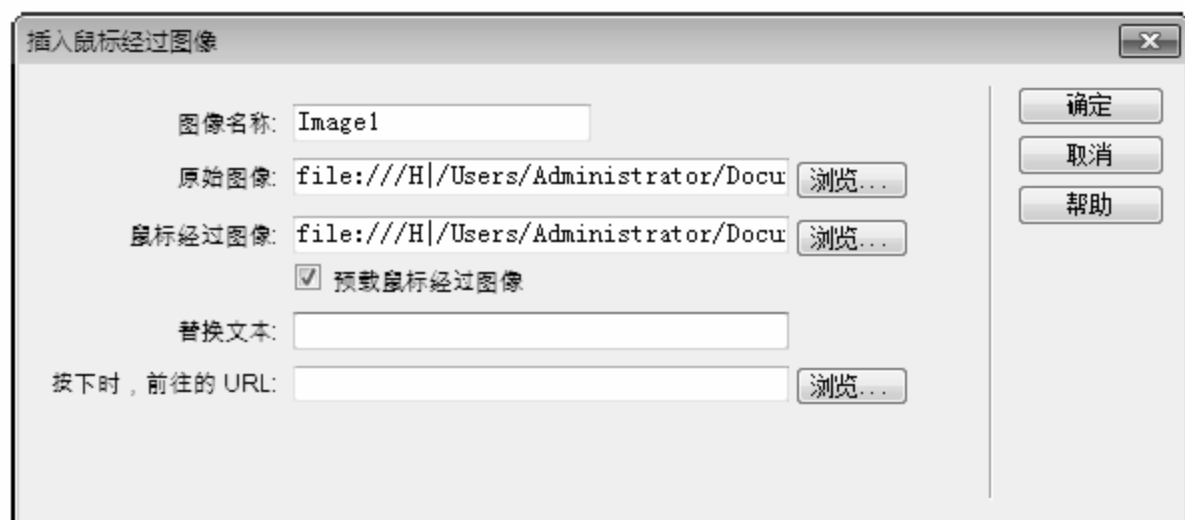 插入鼠标经过图像
图像名称: Image1
原始图像: file:///H|/Users/Administrator/Docu 浏览...
鼠标经过图像: file:///H|/Users/Administrator/Docu 浏览...
预载鼠标经过图像
替换文本:
按下时，前往的 URL: 浏览...
确定
取消
帮助